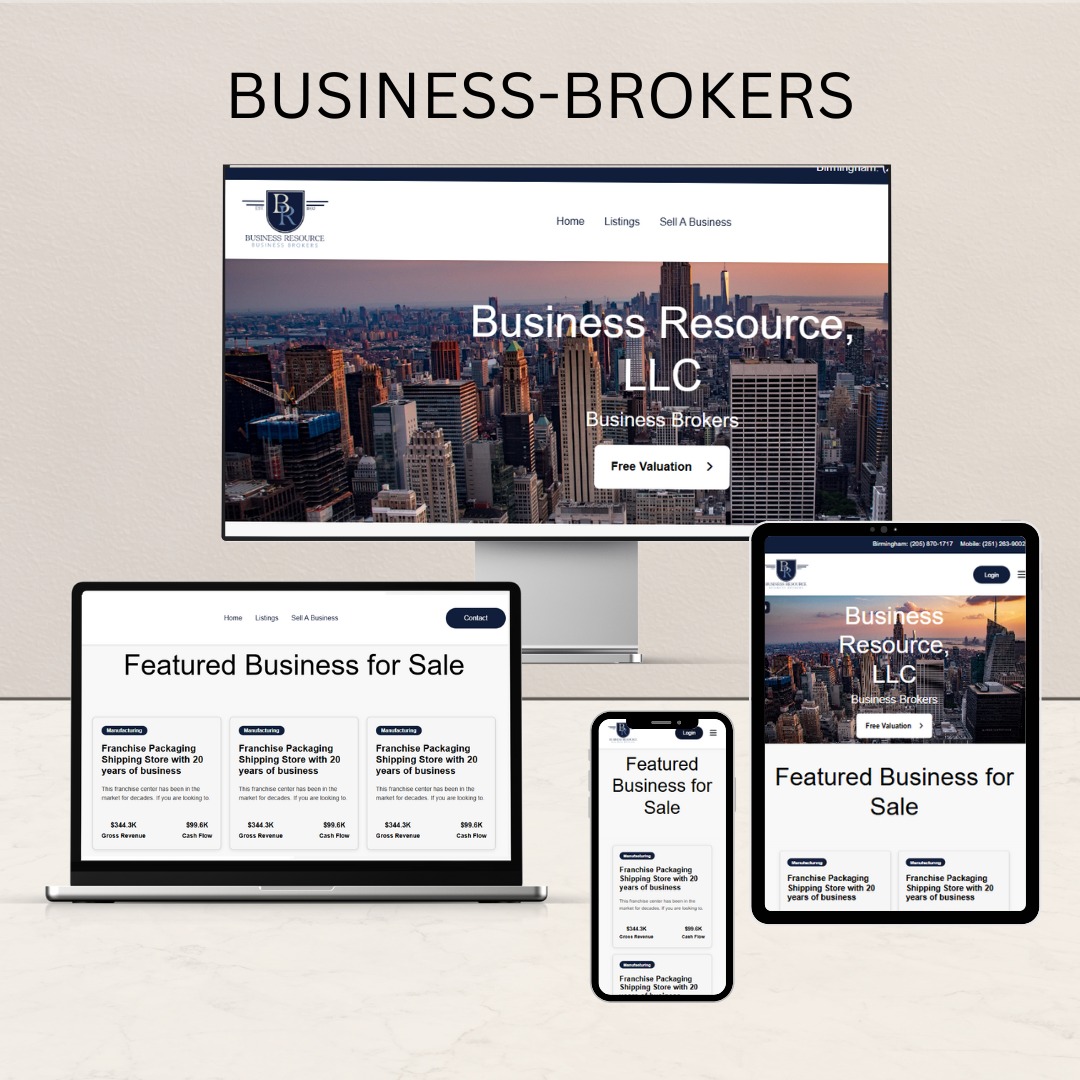 BUSINESS-BROKERS
Birmingham: (
BR
BUSINESS RESOURCE
BUSINESS BROKERS
Home Listings Sell A Business
Business Resource,
LLC
Business Brokers
Free Valuation
Home Listings Sell A Business Contact
Featured Business for Sale
Manufacturing Manufacturing Manufacturing
Franchise Packaging Franchise Packaging Franchise Packaging
Shipping Store with 20 Shipping Store with 20 Shipping Store with 20
years of business years of business years of business
This franchise center has been in the This franchise center has been in the This franchise center has been in the
market for decades. If you are looking to market for decades. If you are looking to market for decades. If you are looking to
$344.3K $99.6K $344.3K $99.6K $344.3K $99.6K
Gross Revenue Cash Flow Gross Revenue Cash Flow Gross Revenue Cash Flow
BR
Login
Featured
Business for
Sale
Manufacturing
Franchise Packaging
Shipping Store with 20
years of business
This franchise center has been in the
market for decades. If you are looking to
$344.3K $99.6K
Gross Revenue Cash Flow
Manufacturing
Franchise Packaging
Shipping Store with 20
years of business
Birmingham: (205) 870-1717 Mobile: (251) 263-9002
BR
Login
Business
Resource,
LLC
Business Brokers
Free Valuation
Featured Business for
Sale
Manufacturing Manufacturing
Franchise Packaging Franchise Packaging
Shipping Store with 20 Shipping Store with 20
years of business years of business